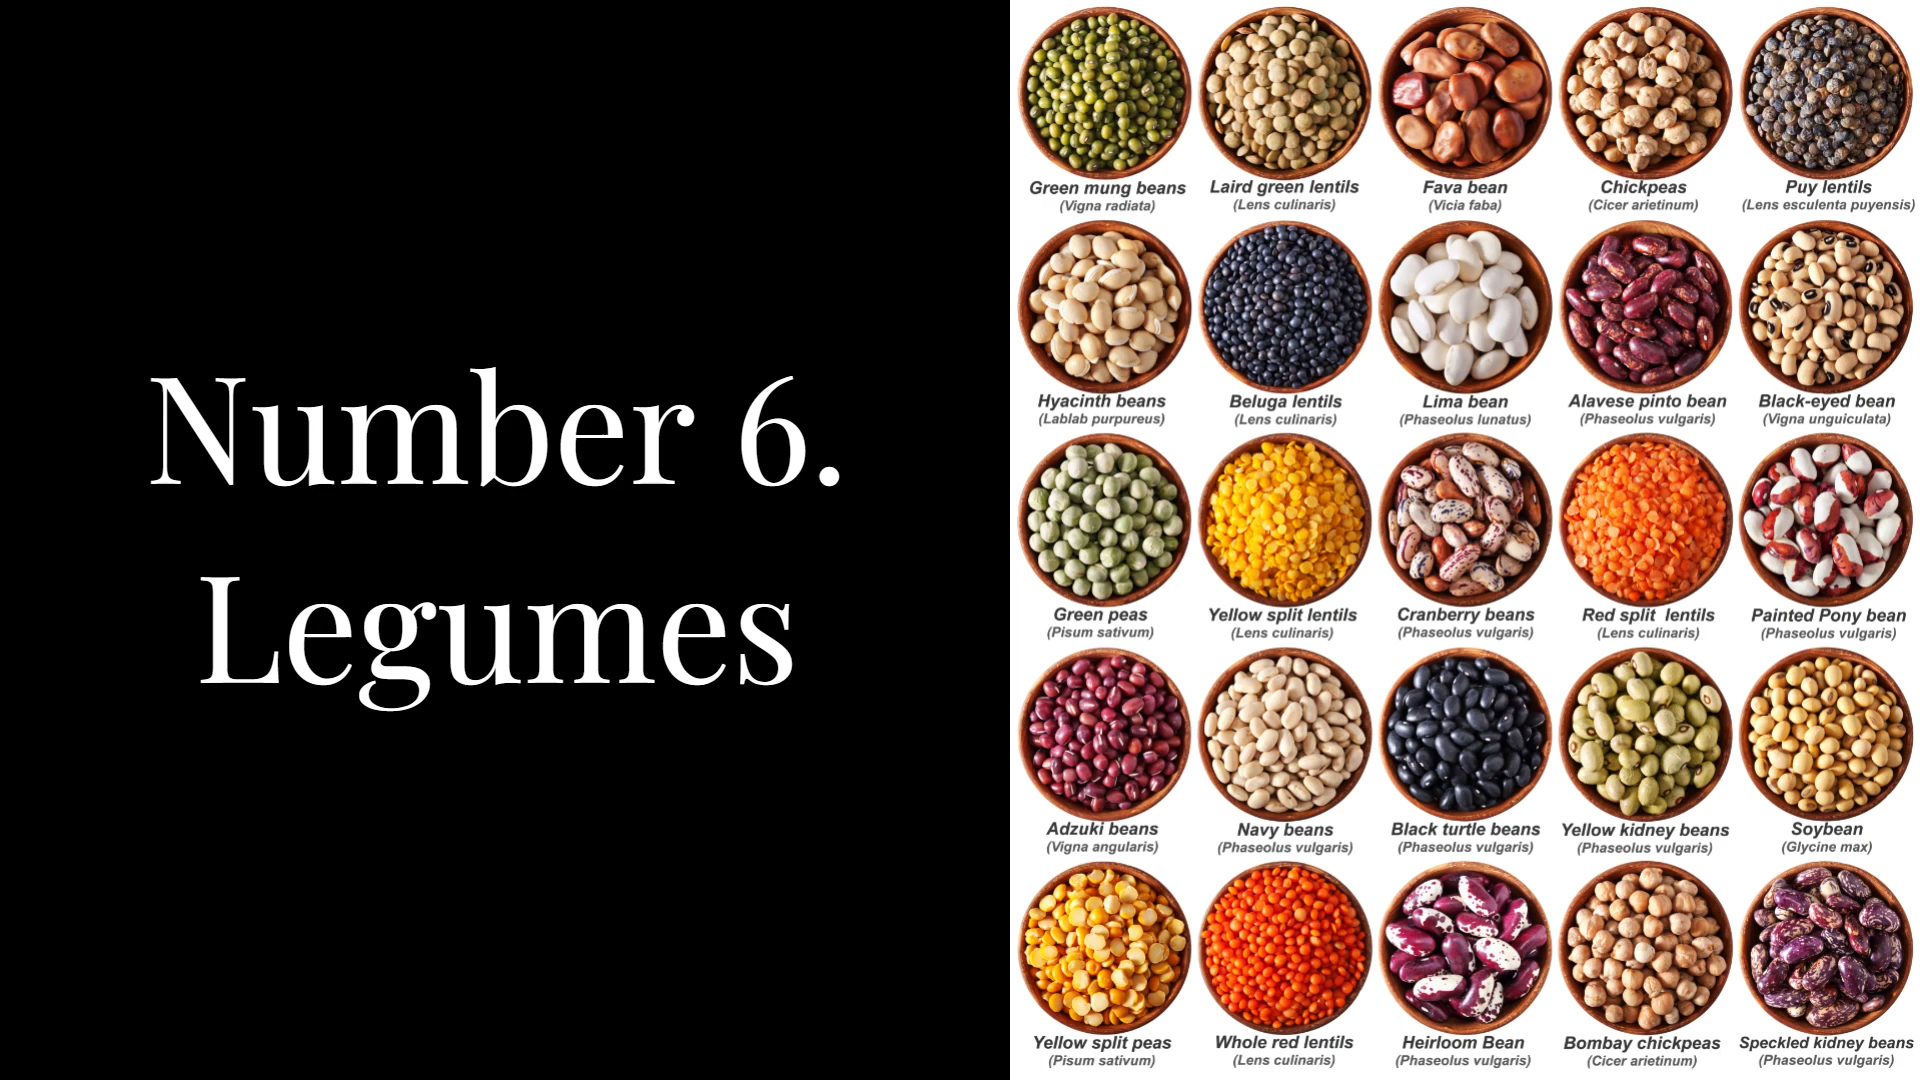 Number 6.
Legumes
Green mung beans
(Vigna radiata)
Laird green lentils
(Lens culinaris)
Fava bean
(Vicia faba)
Chickpeas
(Cicer arietinum)
Puy lentils
(Lens esculenta puyensis)
Hyacinth beans
(Lablab purpureus)
Beluga lentils
(Lens culinaris)
Lima bean
(Phaseolus lunatus)
Alavese pinto bean
(Phaseolus vulgaris)
Black-eyed bean
(Vigna unguiculata)
Green peas
(Pisum sativum)
Yellow split lentils
(Lens culinaris)
Cranberry beans
(Phaseolus vulgaris)
Red split lentils
(Lens culinaris)
Painted Pony bean
(Phaseolus vulgaris)
Adzuki beans
(Vigna angularis)
Navy beans
(Phaseolus vulgaris)
Black turtle beans
(Phaseolus vulgaris)
Yellow kidney beans
(Phaseolus vulgaris)
Soybean
(Glycine max)
Yellow split peas
(Pisum sativum)
Whole red lentils
(Lens culinaris)
Heirloom Bean
(Phaseolus vulgaris)
Bombay chickpeas
(Cicer arietinum)
Speckled kidney beans
(Phaseolus vulgaris)